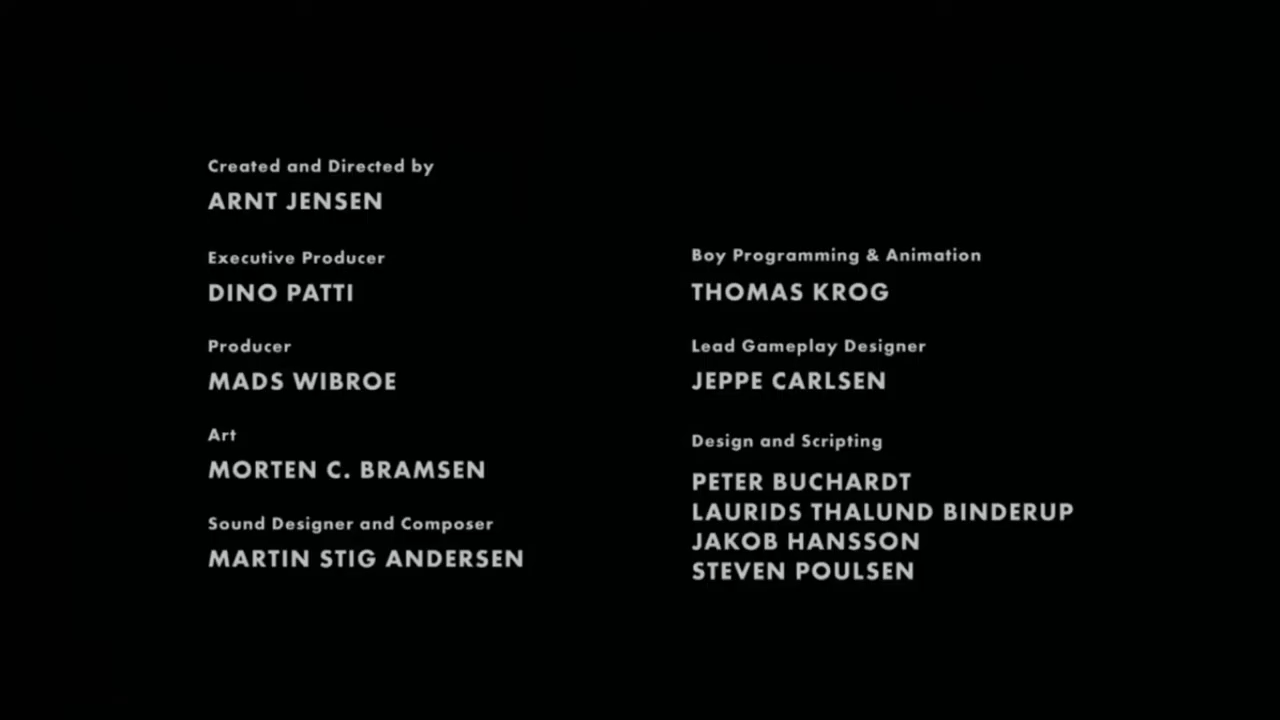 Created and Directed by
ARNT JENSEN
Executive Producer
DINO PATTI
Producer
MADS WIBROE
Art
MORTEN C. BRAMSEN
Sound Designer and Composer
MARTIN STIG ANDERSEN
Boy Programming & Animation
THOMAS KROG
Lead Gameplay Designer
JEPPE CARLSEN
Design and Scripting
PETER BUCHARDT
LAURIDS THALUND BINDERUP
JAKOB HANSSON
STEVEN POULSEN